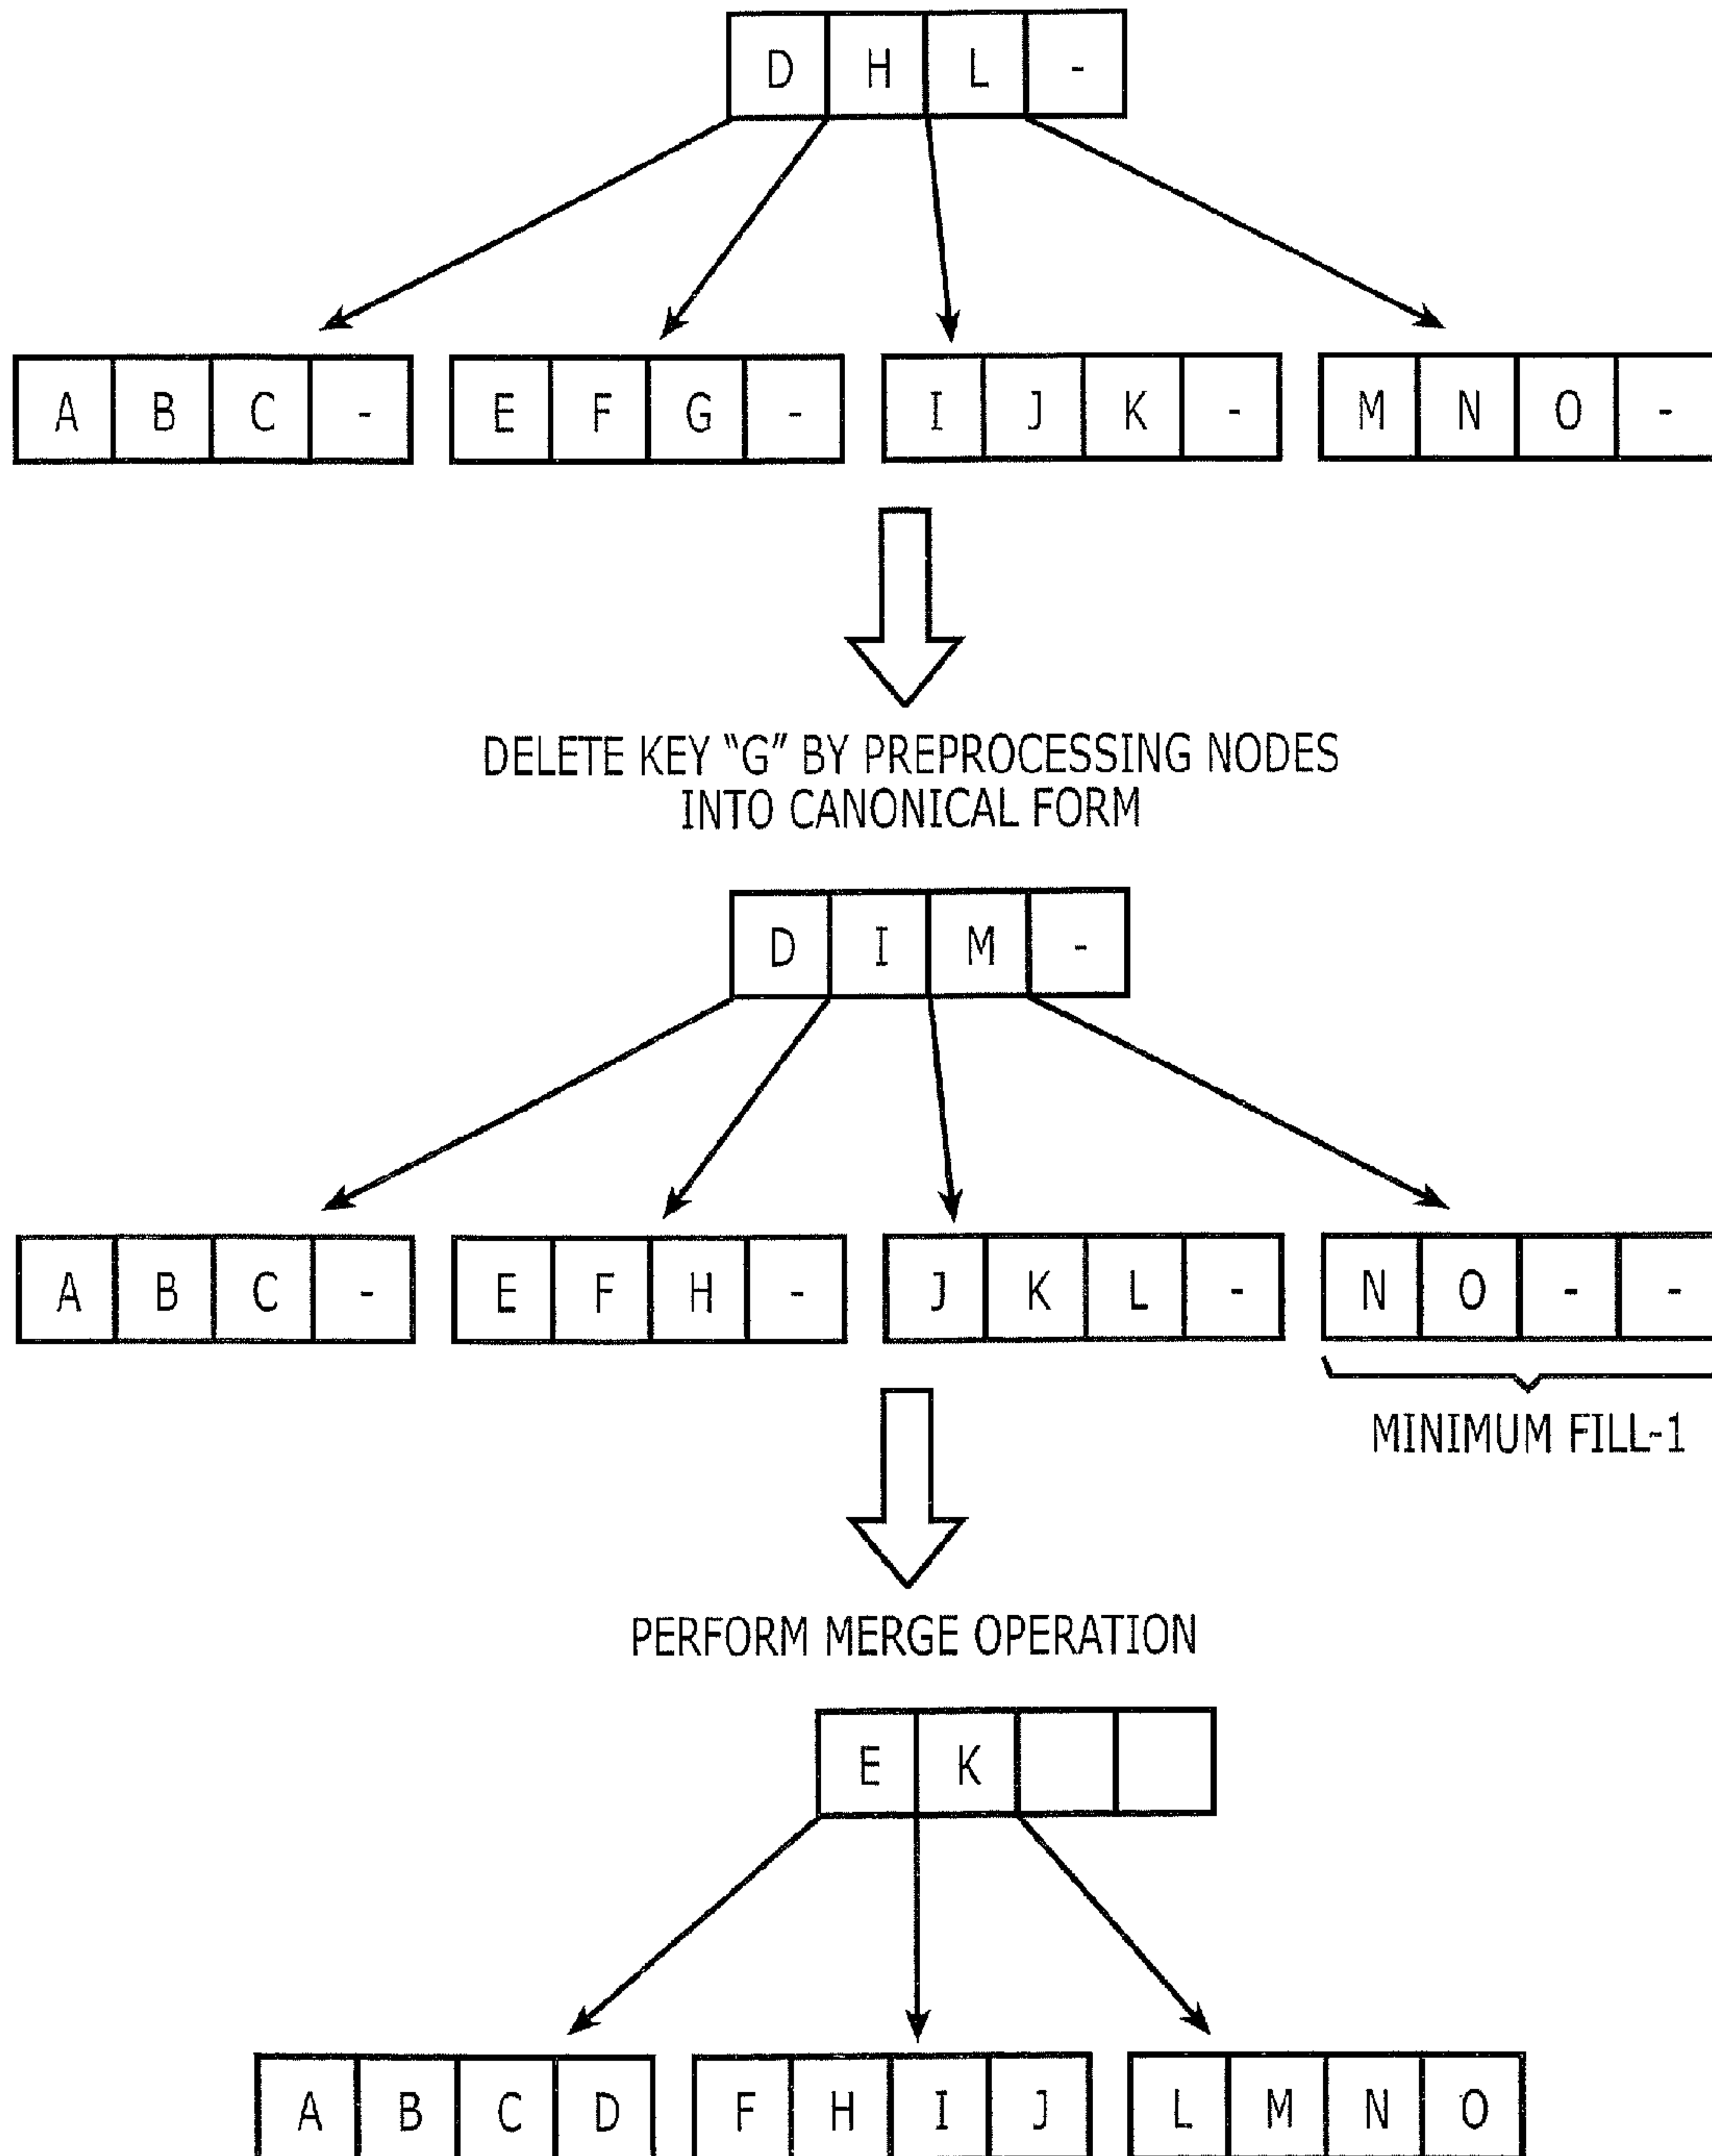 D H L -
A B C - E F G - I J K - M N O -
DELETE KEY "G" BY PREPROCESSING NODES
INTO CANONICAL FORM
D I M -
A B C - E F H - J K L - N O - -
MINIMUM FILL-1
PERFORM MERGE OPERATION
E K
A B C D F H I J L M N O